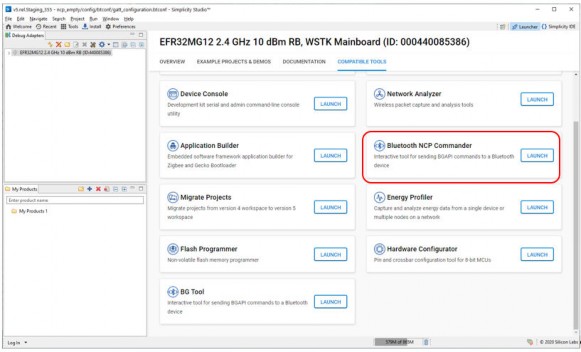 v5.rel.Staging_355 - ncp_empty/config/btconf/gatt_configuration.btconf - Simplicity Studio™
File Edit Navigate Search Project Run Window Help
Welcome Recent Tools Install Preferences
Launcher Simplicity IDE
Debug Adapters
EFR32MG12 2.4 GHz 10 dBm RB (ID:000440085386)
EFR32MG12 2.4 GHz 10 dBm RB, WSTK Mainboard (ID: 000440085386)
OVERVIEW EXAMPLE PROJECTS & DEMOS DOCUMENTATION COMPATIBLE TOOLS
Device Console
Development kit serial and admin command-line console
utility
LAUNCH
Network Analyzer
Wireless packet capture and analysis tools
LAUNCH
Application Builder
Embedded software framework application builder for
Zigbee and Gecko Bootloader
LAUNCH
Bluetooth NCP Commander
Interactive tool for sending BGAPI commands to a Bluetooth
device
LAUNCH
My Products
Enter product name
My Products 1
Migrate Projects
Migrate projects from version 4 workspace to version 5
workspace
LAUNCH
Energy Profiler
Capture and analyze energy data from a single device or
multiple nodes on a network
LAUNCH
Flash Programmer
Non-volatile flash memory programmer
LAUNCH
Hardware Configurator
Pin and crossbar configuration tool for 8-bit MCUs
LAUNCH
BG Tool
Interactive tool for sending BGAPI commands to a Bluetooth
device
LAUNCH
Log In
© 2020 Silicon Labs